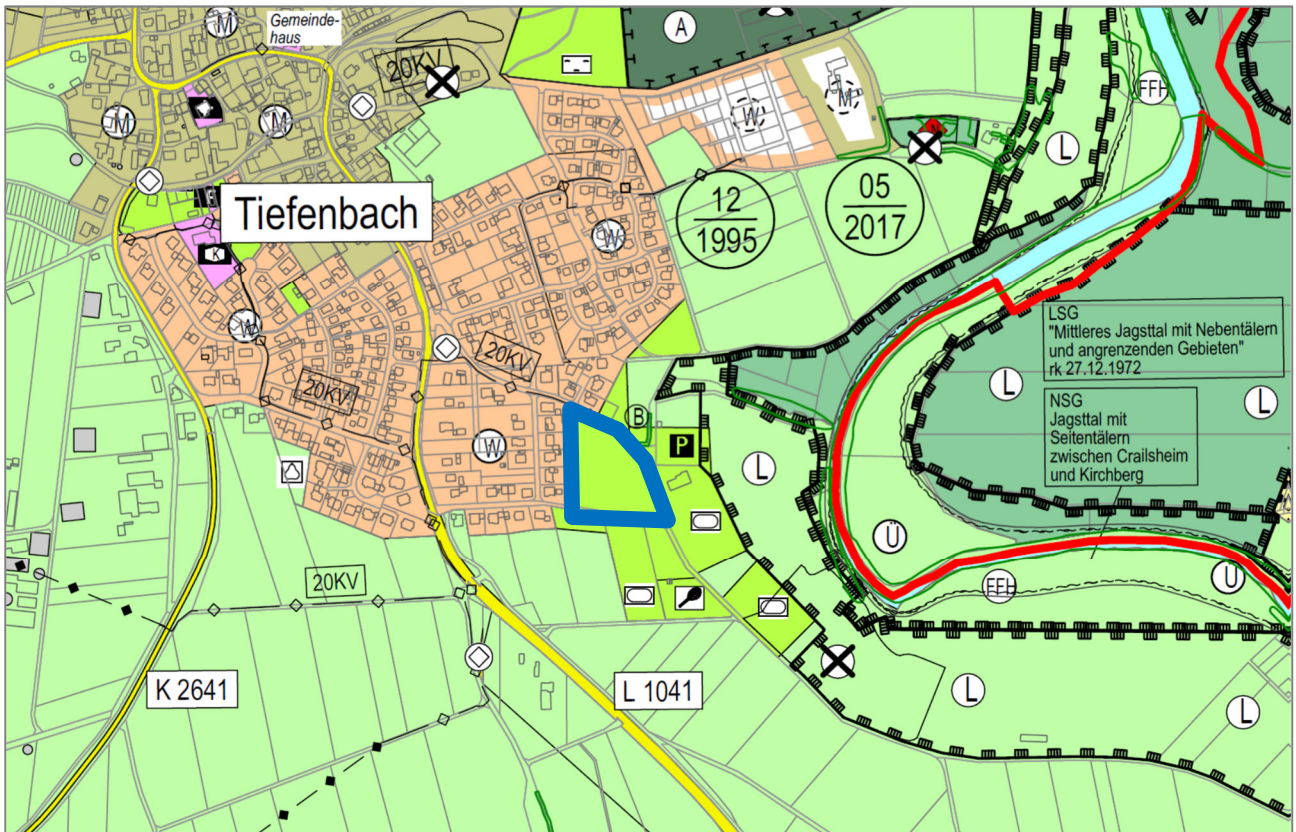 Gemeinde-
haus
M
A
20K
M
M
W
M
FFH
N
L
Tiefenbach
12
1995
05
2017
K
W
W
20KV
20KV
LSG
"Mittleres Jagsttal mit Nebentälern
und angrenzenden Gebieten"
rk 27.12.1972
L
L
NSG
Jagsttal mit
Seitentälern
zwischen Crailsheim
und Kirchberg
B
P
W
L
Ü
Ü
FFH
20KV
K 2641
L 1041
L
L